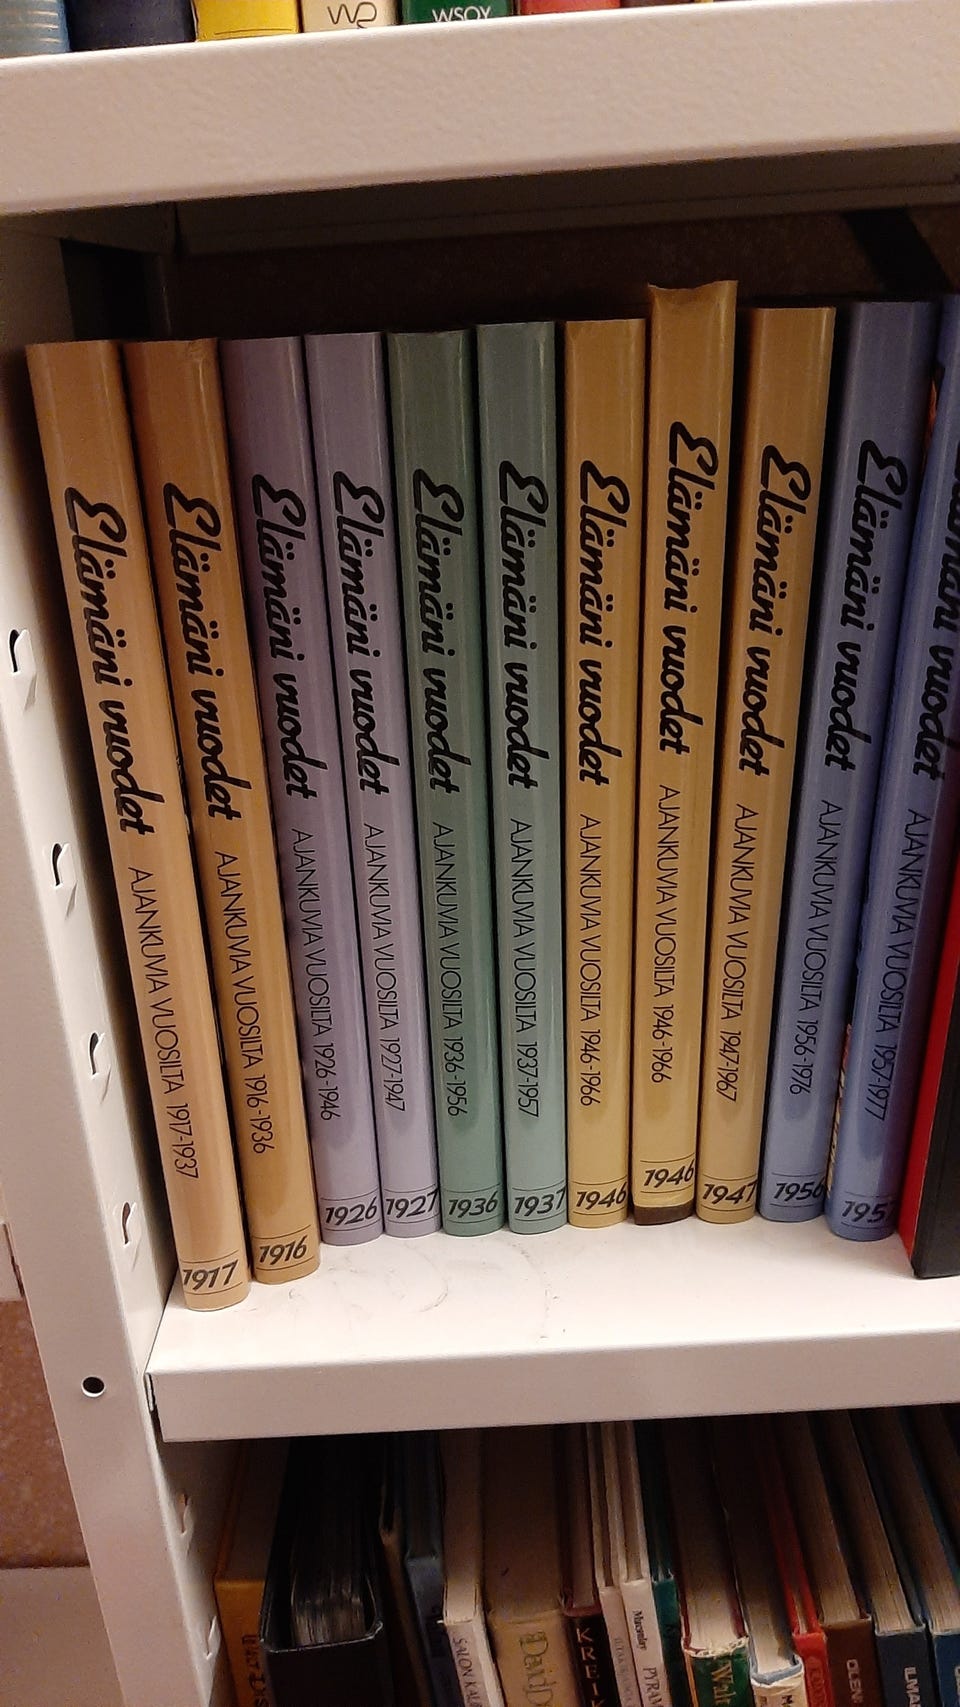 WSOY
Elämäni vuodet AJANKUVIA VUOSILTA 1917-1937
1917
Elämäni vuodet AJANKUVIA VUOSILTA 1916-1936
1916
Elämäni vuodet AJANKUVIA VUOSILTA 1926-1946
1926
Elämäni vuodet AJANKUVIA VUOSILTA 1927-1947
1927
Elämäni vuodet AJANKUVIA VUOSILTA 1936-1956
1936
Elämäni vuodet AJANKUVIA VUOSILTA 1937-1957
1937
Elämäni vuodet AJANKUVIA VUOSILTA 1946-1966
1946
Elämäni vuodet AJANKUVIA VUOSILTA 1946-1966
1946
Elämäni vuodet AJANKUVIA VUOSILTA 1947-1967
1947
Elämäni vuodet AJANKUVIA VUOSILTA 1956-1976
1956
Elämäni vuodet AJANKUVIA VUOSILTA 1957-1977
1957
vuodet
SALON